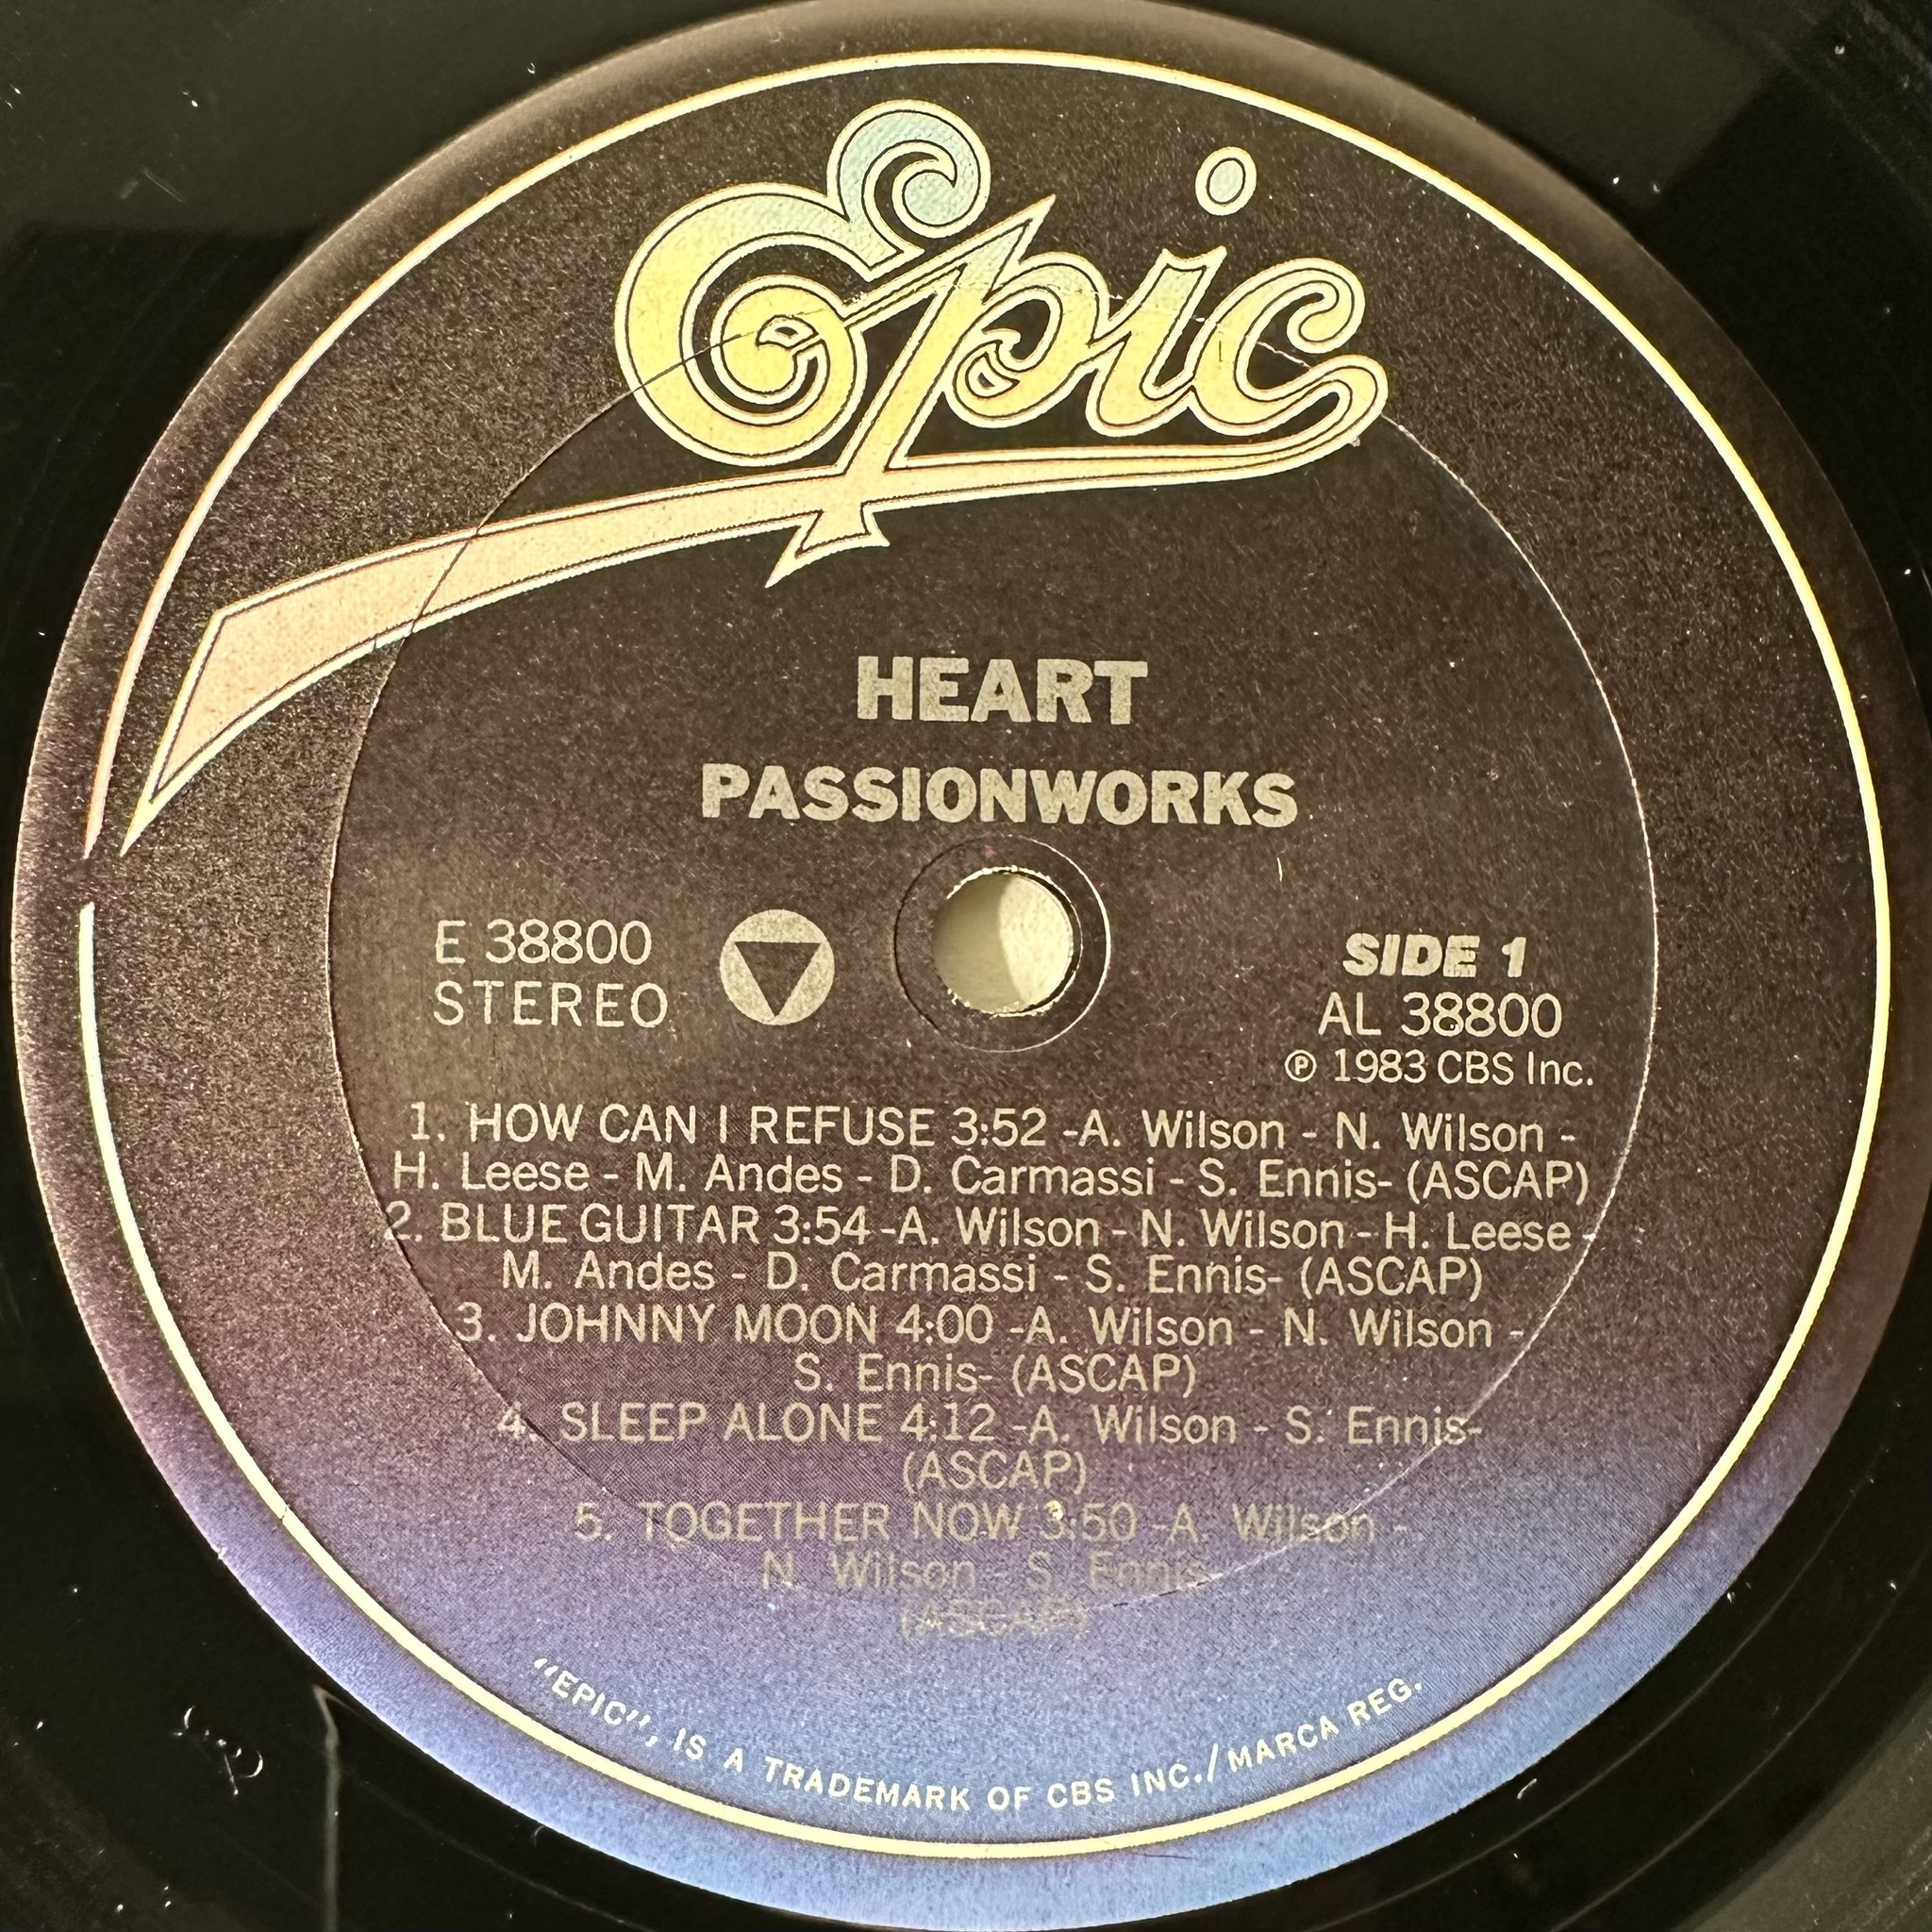 Epic
HEART
PASSIONWORKS
E 38800
STEREO
SIDE 1
AL 38800
℗ 1983 CBS Inc.
1. HOW CAN I REFUSE 3:52 -A. Wilson - N. Wilson -
H. Leese - M. Andes - D. Carmassi - S. Ennis- (ASCAP)
2. BLUE GUITAR 3:54 -A. Wilson - N. Wilson - H. Leese -
M. Andes - D. Carmassi - S. Ennis- (ASCAP)
3. JOHNNY MOON 4:00 -A. Wilson - N. Wilson -
S. Ennis- (ASCAP)
4. SLEEP ALONE 4:12 -A. Wilson - S. Ennis-
(ASCAP)
5. TOGETHER NOW 3:50 -A. Wilson -
N. Wilson - S. Ennis-
(ASCAP)
"EPIC", IS A TRADEMARK OF CBS INC./MARCA REG.